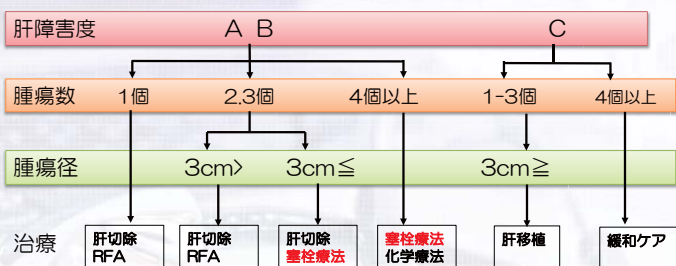 肝障害度 A B C
腫瘍数 1個 2.3個 4個以上 1-3個 4個以上
腫瘍径 3cm> 3cm≦ 3cm≧
治療 肝切除 肝切除 肝切除 塞栓療法 肝移植 緩和ケア
RFA RFA 塞栓療法 化学療法